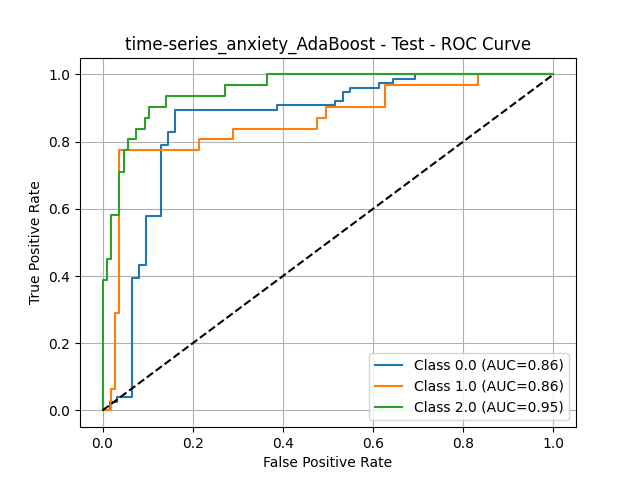 time-series_anxiety_AdaBoost - Test - ROC Curve
True Positive Rate
1.0
0.8
0.6
0.4
0.2
0.0
0.0 0.2 0.4 0.6 0.8 1.0
False Positive Rate
Class 0.0 (AUC=0.86)
Class 1.0 (AUC=0.86)
Class 2.0 (AUC=0.95)